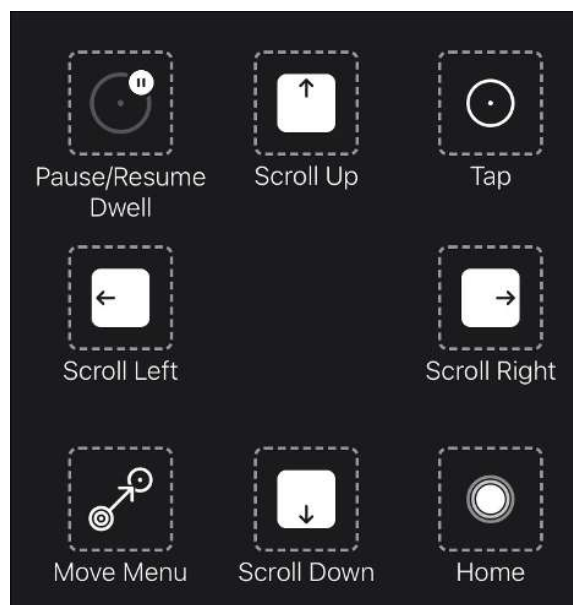 Pause/Resume
Dwell
Scroll Up
Tap
Scroll Left
Scroll Right
Move Menu
Scroll Down
Home